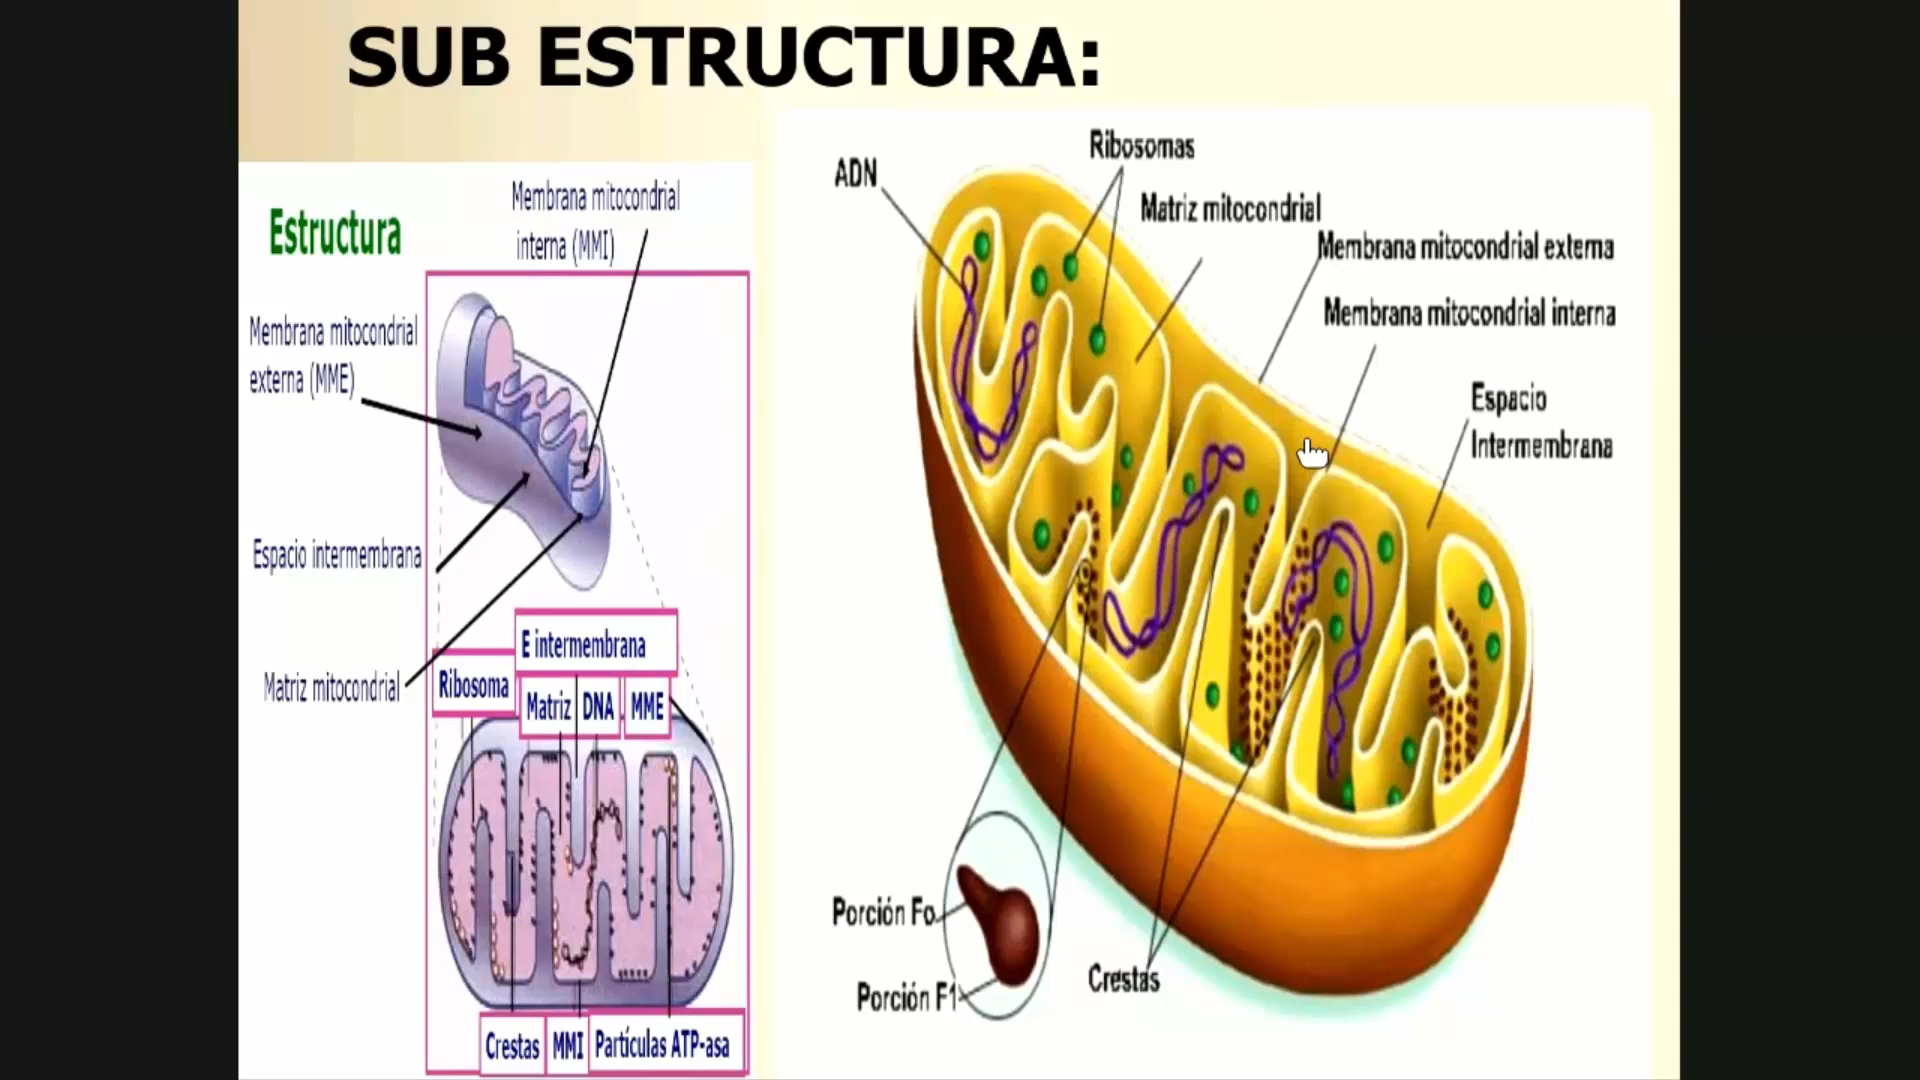 SUB ESTRUCTURA:
Estructura
Membrana mitocondrial
interna (MMI)
Membrana mitocondrial
externa (MME)
Espacio intermembrana
Matriz mitocondrial
E intermembrana
Ribosoma
Matriz
DNA
MME
Crestas
MMI
Partículas ATP-asa
ADN
Ribosomas
Matriz mitocondrial
Membrana mitocondrial externa
Membrana mitocondrial interna
Espacio
Intermembrana
Porción Fo
Porción F1
Crestas